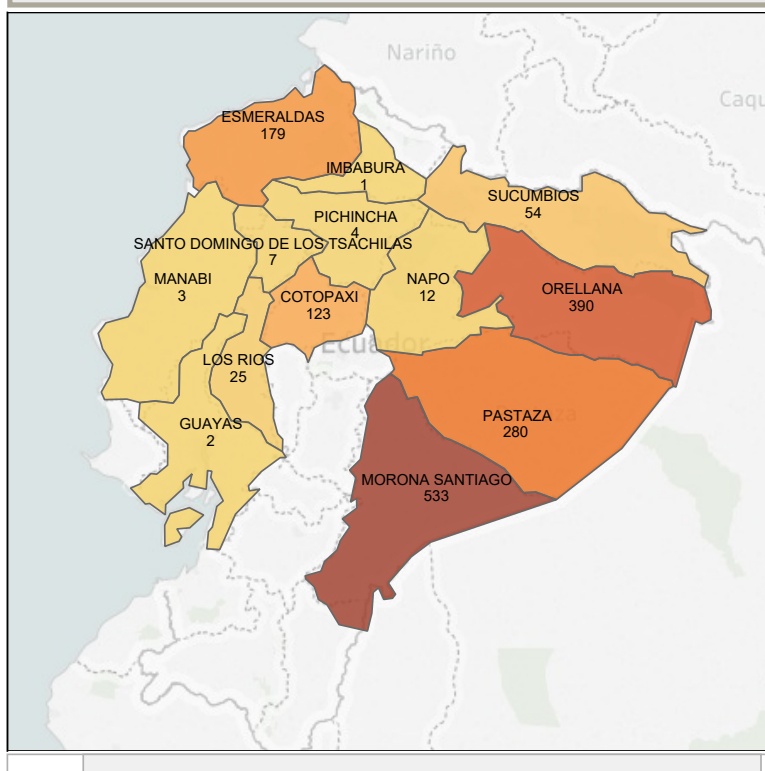 Nariño
Caqu
ESMERALDAS
179
IMBABURA
1
SUCUMBIOS
54
PICHINCHA
4
SANTO DOMINGO DE LOS TSACHILAS
7
MANABI
3
NAPO
12
ORELLANA
390
COTOPAXI
123
Ecuador
LOS RIOS
25
GUAYAS
2
PASTAZA
280
MORONA SANTIAGO
533